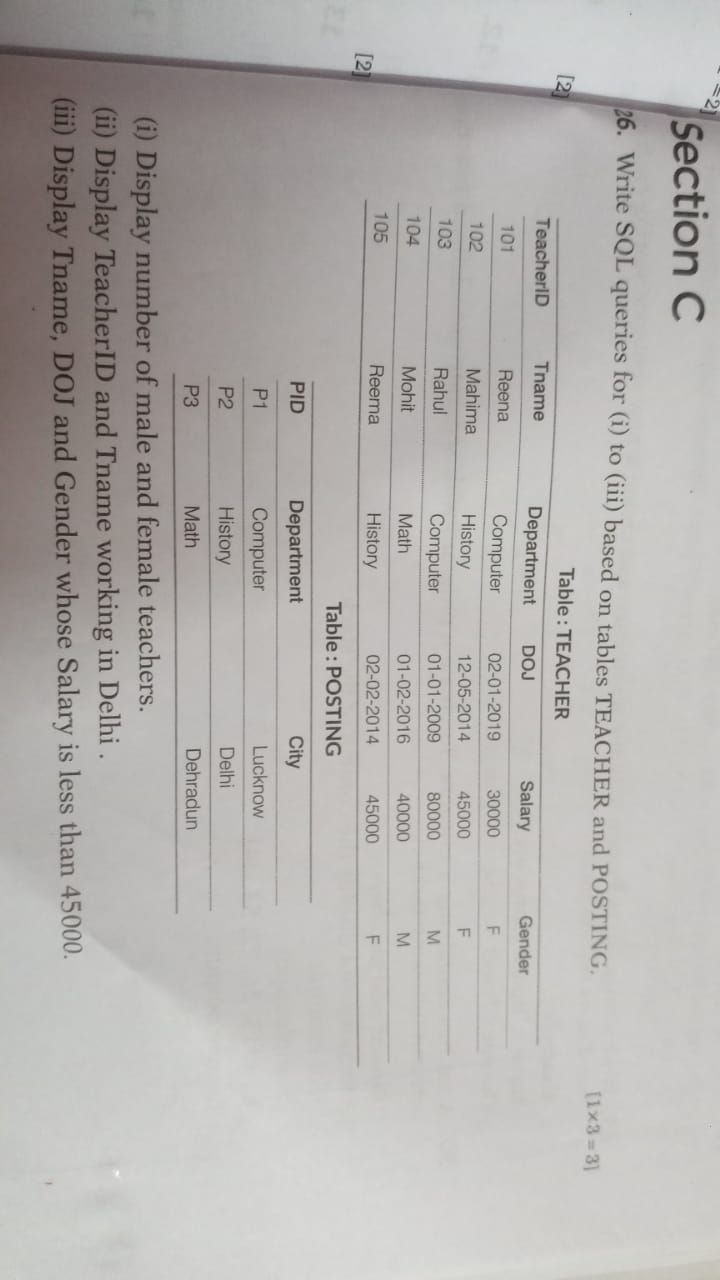 =2]
Section C
26. Write SQL queries for (i) to (iii) based on tables TEACHER and POSTING. [1×3=3]
[2]
Table : TEACHER
TeacherID Tname Department DOJ Salary Gender
101 Reena Computer 02-01-2019 30000 F
102 Mahima History 12-05-2014 45000 F
103 Rahul Computer 01-01-2009 80000 M
104 Mohit Math 01-02-2016 40000 M
105 Reema History 02-02-2014 45000 F
[2]
Table : POSTING
PID Department City
P1 Computer Lucknow
P2 History Delhi
P3 Math Dehradun
(i) Display number of male and female teachers.
(ii) Display TeacherID and Tname working in Delhi .
(iii) Display Tname, DOJ and Gender whose Salary is less than 45000.